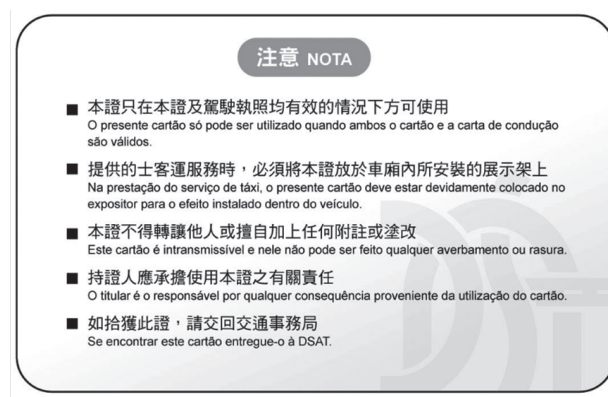 注意 NOTA
■ 本證只在本證及駕駛執照均有效的情況下方可使用
O presente cartão só pode ser utilizado quando ambos o cartão e a carta de condução
são válidos.
■ 提供的士客運服務時，必須將本證放於車廂內所安裝的展示架上
Na prestação do serviço de táxi, o presente cartão deve estar devidamente colocado no
expositor para o efeito instalado dentro do veículo.
■ 本證不得轉讓他人或擅自加上任何附註或塗改
Este cartão é intransmissível e nele não pode ser feito qualquer averbamento ou rasura.
■ 持證人應承擔使用本證之有關責任
O titular é o responsável por qualquer consequência proveniente da utilização do cartão.
■ 如拾獲此證，請交回交通事務局
Se encontrar este cartão entregue-o à DSAT.